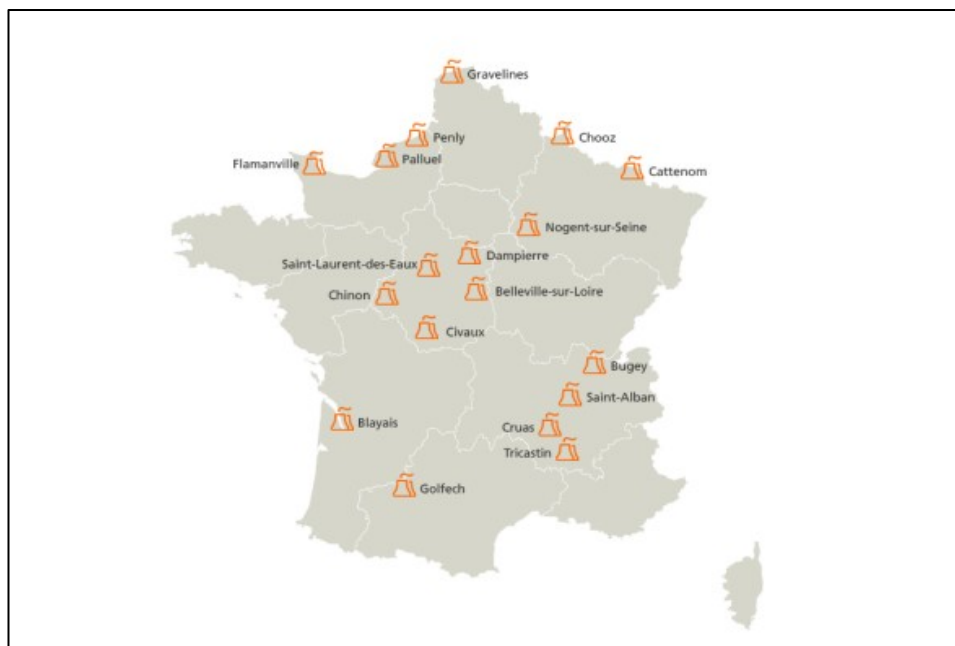 Gravelines
Penly
Chooz
Palluel
Flamanville
Cattenom
Nogent-sur-Seine
Dampierre
Saint-Laurent-des-Eaux
Belleville-sur-Loire
Chinon
Civaux
Bugey
Saint-Alban
Blayais
Cruas
Tricastin
Golfech